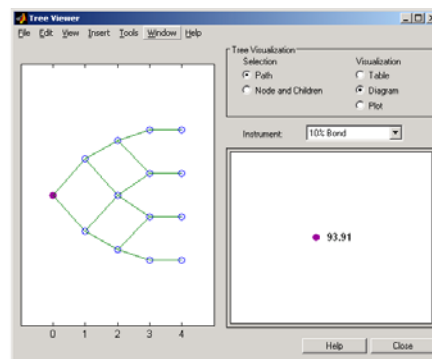 Tree Viewer
File Edit View Insert Tools Window Help
Tree Visualization
Selection
Visualization
Path
Table
Node and Children
Diagram
Plot
Instrument:
10% Bond
93.91
0 1 2 3 4
Help
Close